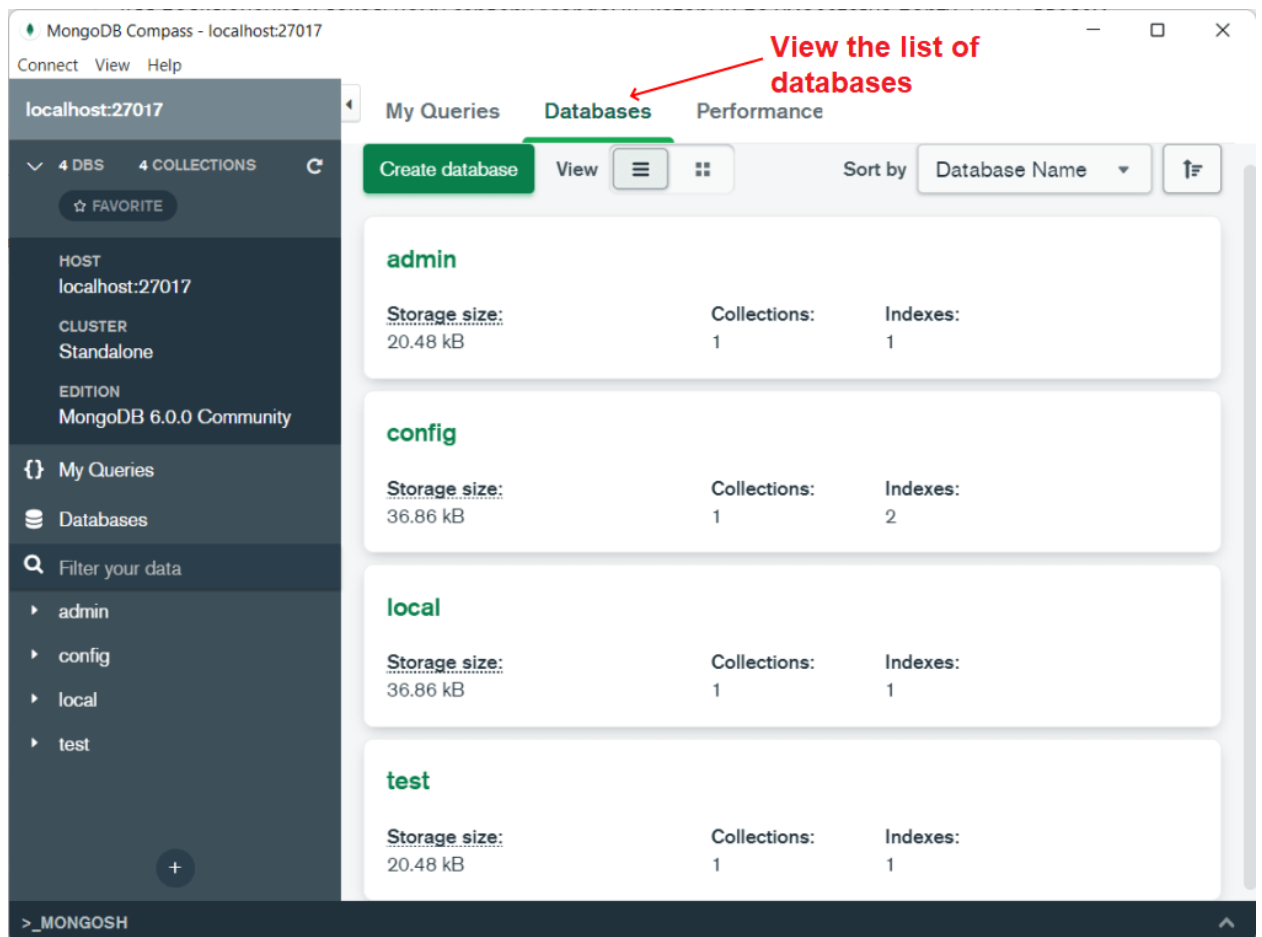 MongoDB Compass - localhost:27017
Connect View Help
View the list of
databases
localhost:27017
My Queries Databases Performance
4 DBS 4 COLLECTIONS
FAVORITE
Create database View Sort by Database Name
HOST
localhost:27017
CLUSTER
Standalone
EDITION
MongoDB 6.0.0 Community
{} My Queries
Databases
Filter your data
admin
config
local
test
+
admin
Storage size: Collections: Indexes:
20.48 kB 1 1
config
Storage size: Collections: Indexes:
36.86 kB 1 2
local
Storage size: Collections: Indexes:
36.86 kB 1 1
test
Storage size: Collections: Indexes:
20.48 kB 1 1
>_MONGOSH